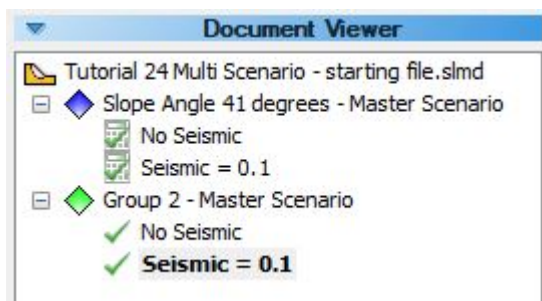 Document Viewer
Tutorial 24 Multi Scenario - starting file.slmd
Slope Angle 41 degrees - Master Scenario
No Seismic
Seismic = 0.1
Group 2 - Master Scenario
No Seismic
Seismic = 0.1